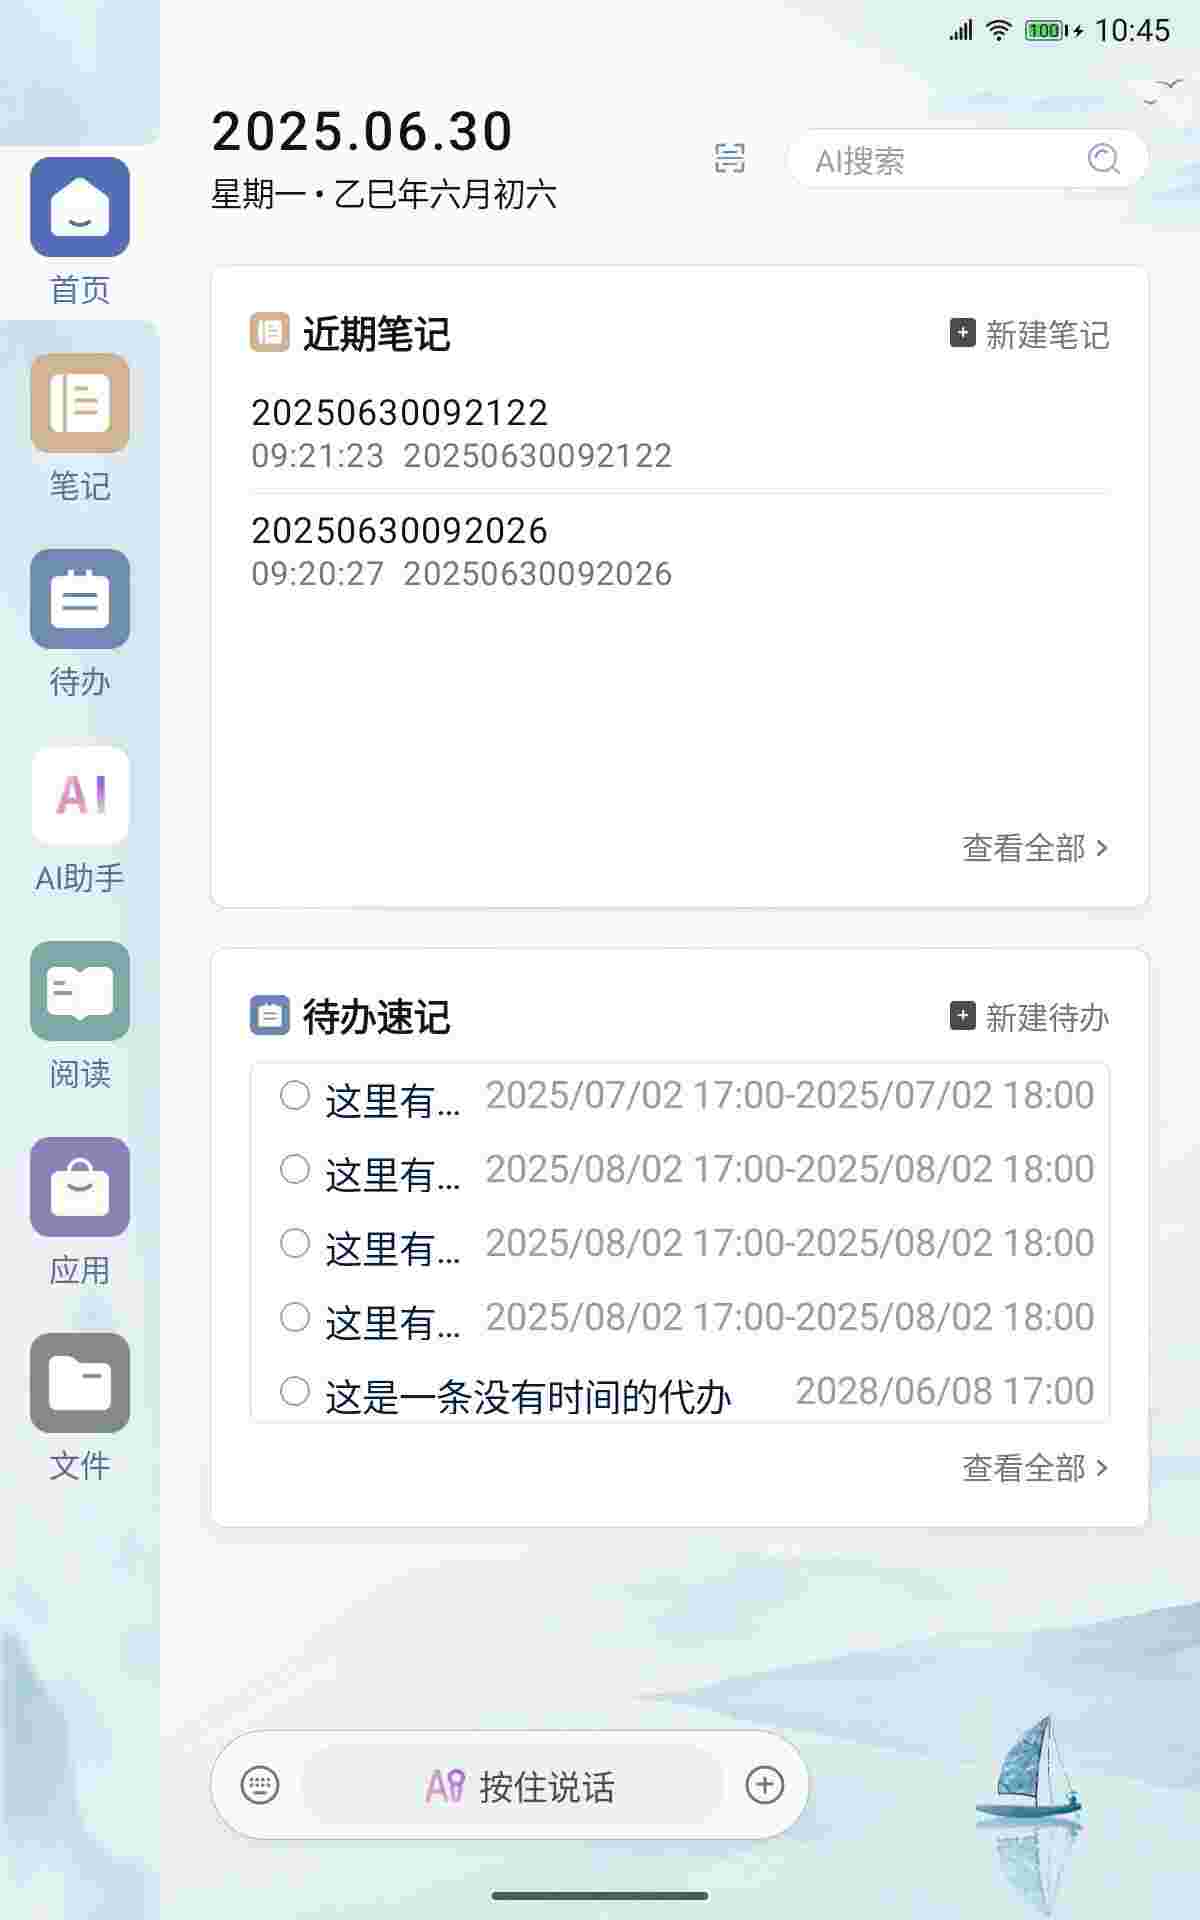 100 10:45
2025.06.30
星期一·乙巳年六月初六
AI搜索
首页
笔记
待办
AI
AI助手
阅读
应用
文件
近期笔记
新建笔记
20250630092122
09:21:23 20250630092122
20250630092026
09:20:27 20250630092026
查看全部 >
待办速记
新建待办
这里有... 2025/07/02 17:00-2025/07/02 18:00
这里有... 2025/08/02 17:00-2025/08/02 18:00
这里有... 2025/08/02 17:00-2025/08/02 18:00
这里有... 2025/08/02 17:00-2025/08/02 18:00
这是一条没有时间的代办 2028/06/08 17:00
查看全部 >
AI 按住说话